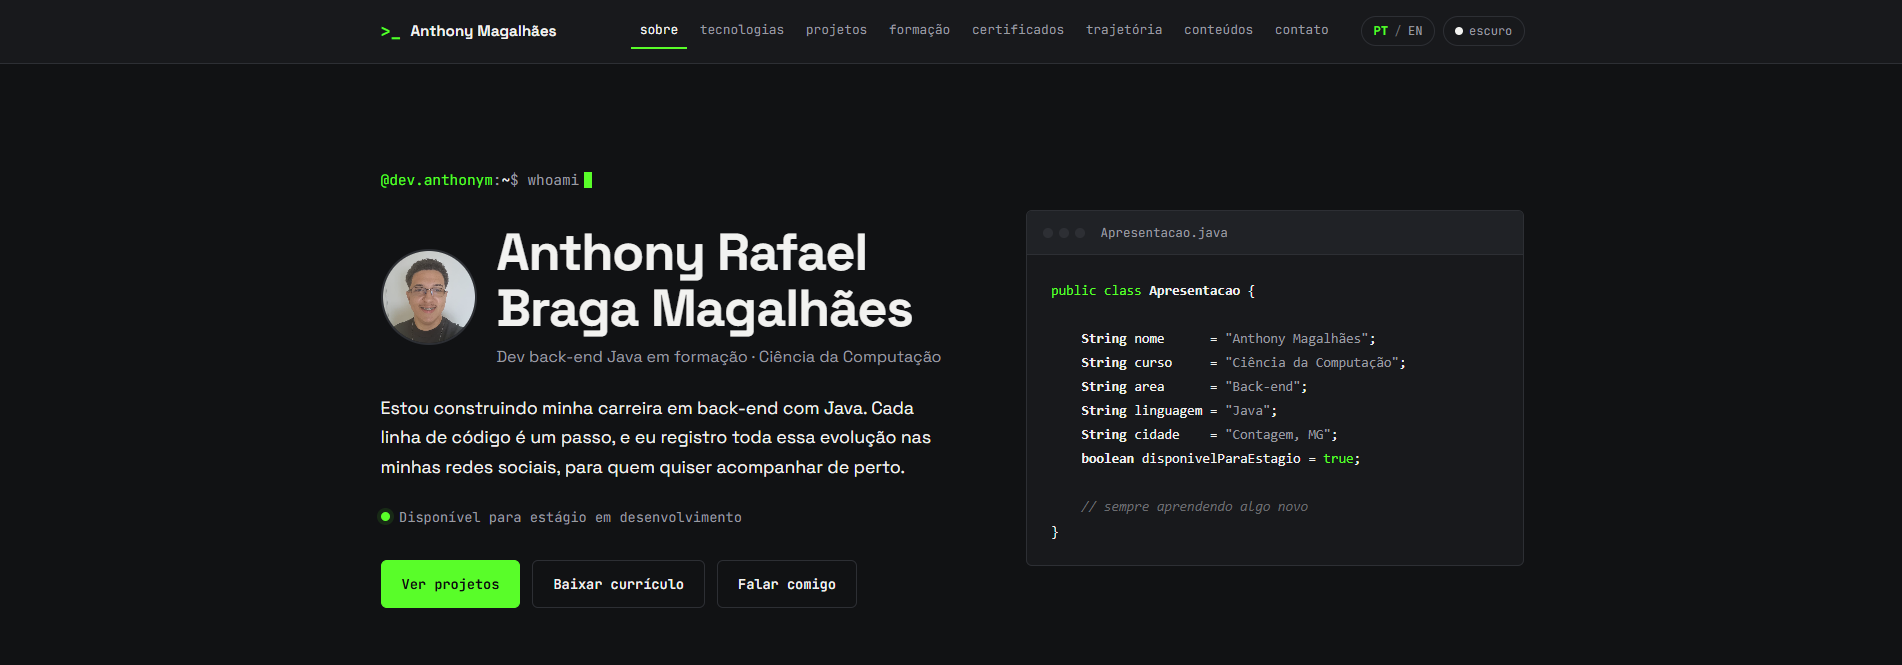 >_ Anthony Magalhães
sobre tecnologias projetos formação certificados trajetória conteúdos contato
PT / EN
escuro
@dev.anthonym:~$ whoami
Anthony Rafael
Braga Magalhães
Dev back-end Java em formação · Ciência da Computação
Estou construindo minha carreira em back-end com Java. Cada
linha de código é um passo, e eu registro toda essa evolução nas
minhas redes sociais, para quem quiser acompanhar de perto.
Disponível para estágio em desenvolvimento
Ver projetos
Baixar currículo
Falar comigo
Apresentacao.java
public class Apresentacao {
String nome = "Anthony Magalhães";
String curso = "Ciência da Computação";
String area = "Back-end";
String linguagem = "Java";
String cidade = "Contagem, MG";
boolean disponivelParaEstagio = true;
// sempre aprendendo algo novo
}